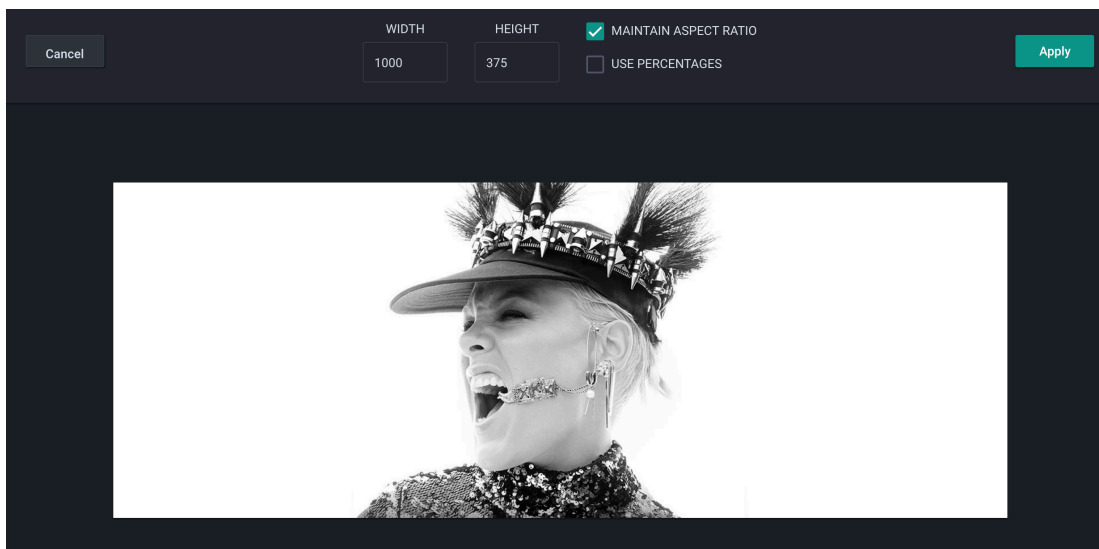 Cancel
WIDTH
1000
HEIGHT
375
MAINTAIN ASPECT RATIO
USE PERCENTAGES
Apply